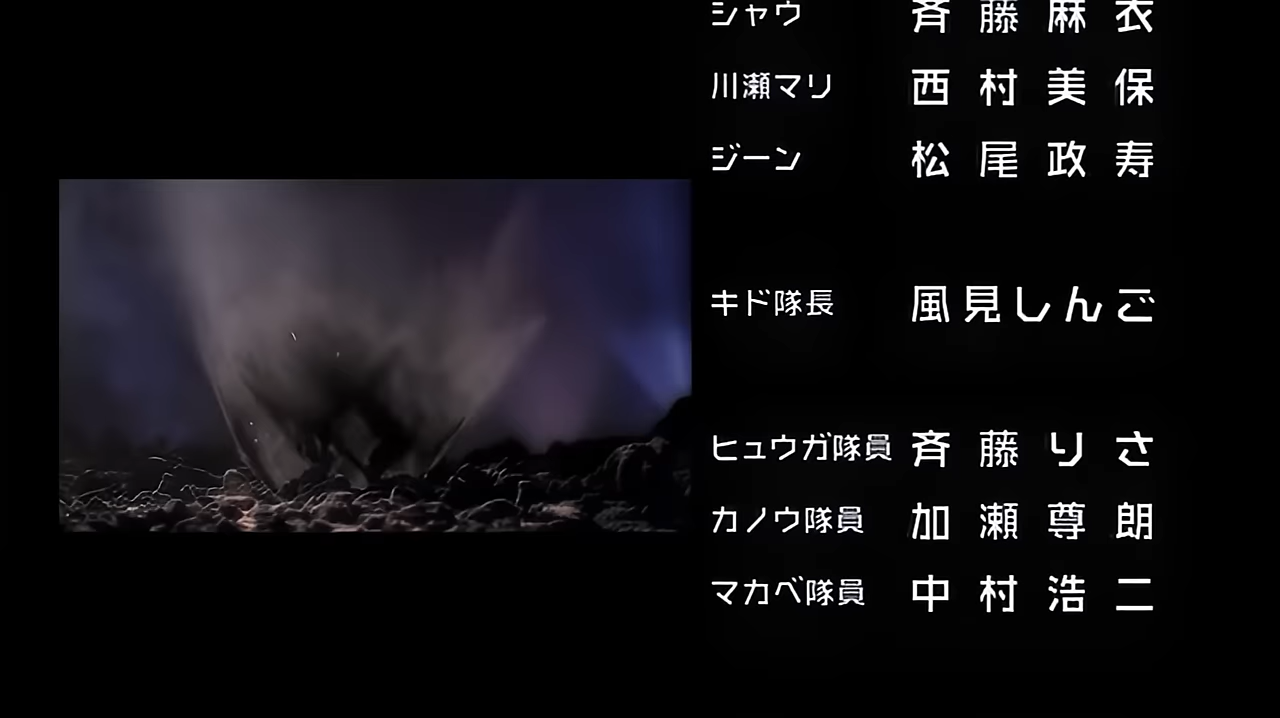 シャウ 斉藤麻衣
川瀬マリ 西村美保
ジーン 松尾政寿
キド隊長 風見しんご
ヒュウガ隊員 斉藤りさ
カノウ隊員 加瀬尊朗
マカベ隊員 中村浩二